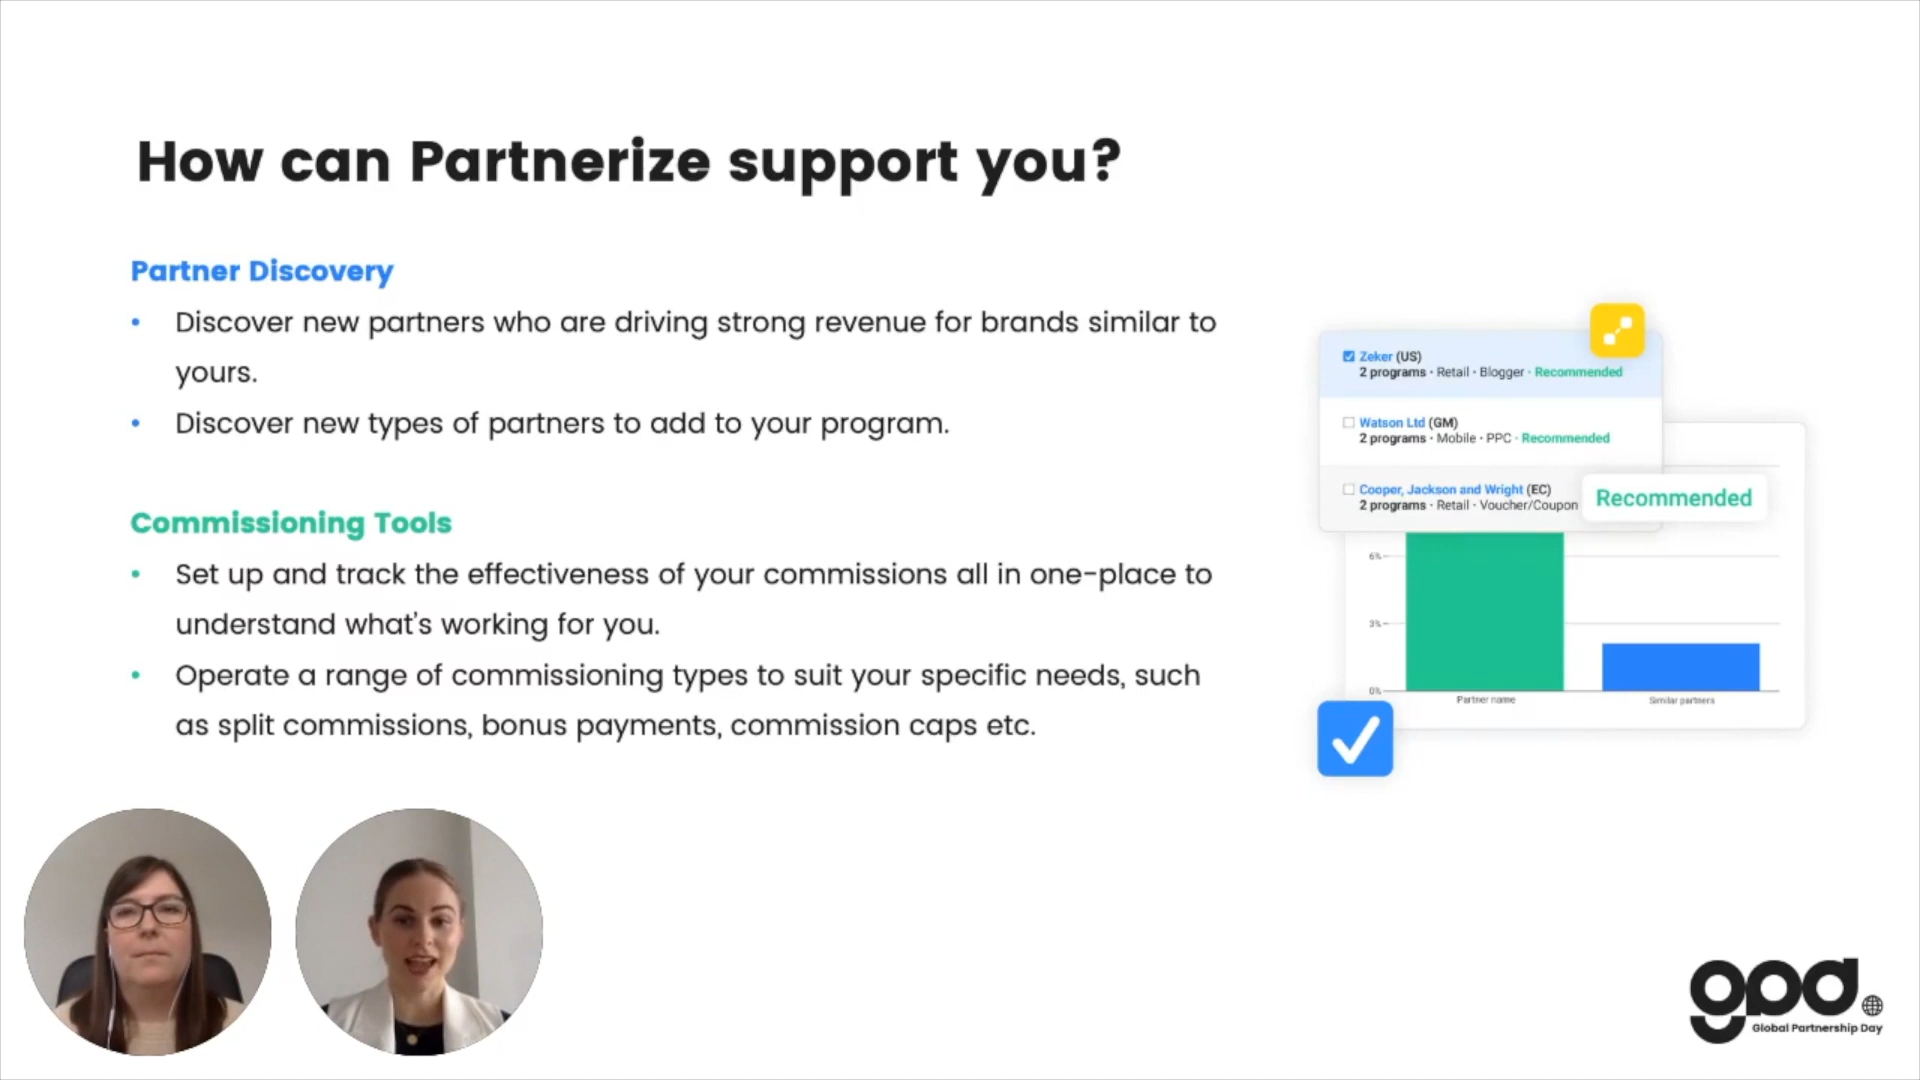 How can Partnerize support you?
Partner Discovery
• Discover new partners who are driving strong revenue for brands similar to
yours.
• Discover new types of partners to add to your program.
Commissioning Tools
• Set up and track the effectiveness of your commissions all in one-place to
understand what's working for you.
• Operate a range of commissioning types to suit your specific needs, such
as split commissions, bonus payments, commission caps etc.
Zeker (US)
2 programs · Retail · Blogger · Recommended
Watson Ltd (GM)
2 programs · Mobile · PPC · Recommended
Cooper, Jackson and Wright (EC)
2 programs · Retail · Voucher/Coupon
Recommended
6%
3%
0%
Partner name
Similar partners
gpd.
Global Partnership Day